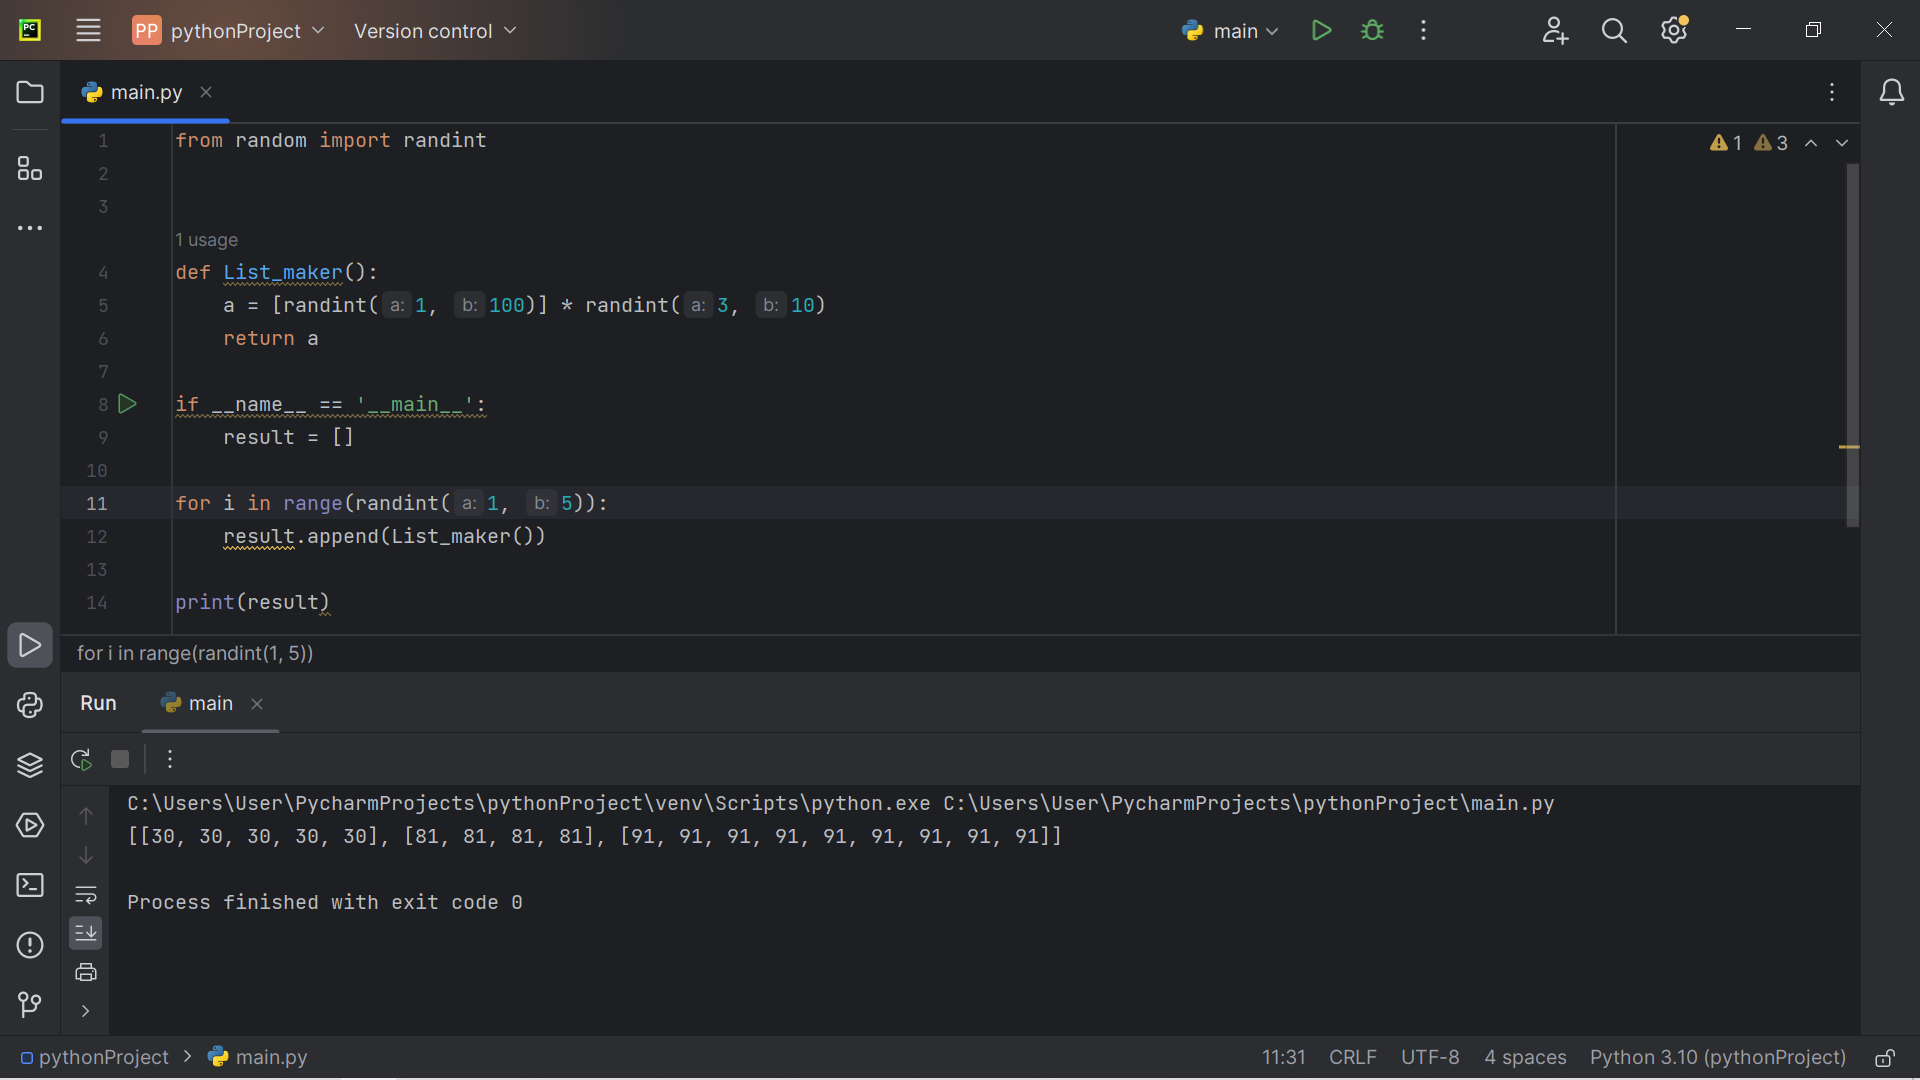 PC
PP pythonProject Version control main
main.py
1 from random import randint
2
3
1 usage
4 def List_maker():
5 a = [randint( a: 1, b: 100)] * randint( a: 3, b: 10)
6 return a
7
8 if __name__ == '__main__':
9 result = []
10
11 for i in range(randint( a: 1, b: 5)):
12 result.append(List_maker())
13
14 print(result)
1 3
for i in range(randint(1, 5))
Run main
C:\Users\User\PycharmProjects\pythonProject\venv\Scripts\python.exe C:\Users\User\PycharmProjects\pythonProject\main.py
[[30, 30, 30, 30, 30], [81, 81, 81, 81], [91, 91, 91, 91, 91, 91, 91, 91, 91]]
Process finished with exit code 0
pythonProject main.py 11:31 CRLF UTF-8 4 spaces Python 3.10 (pythonProject)